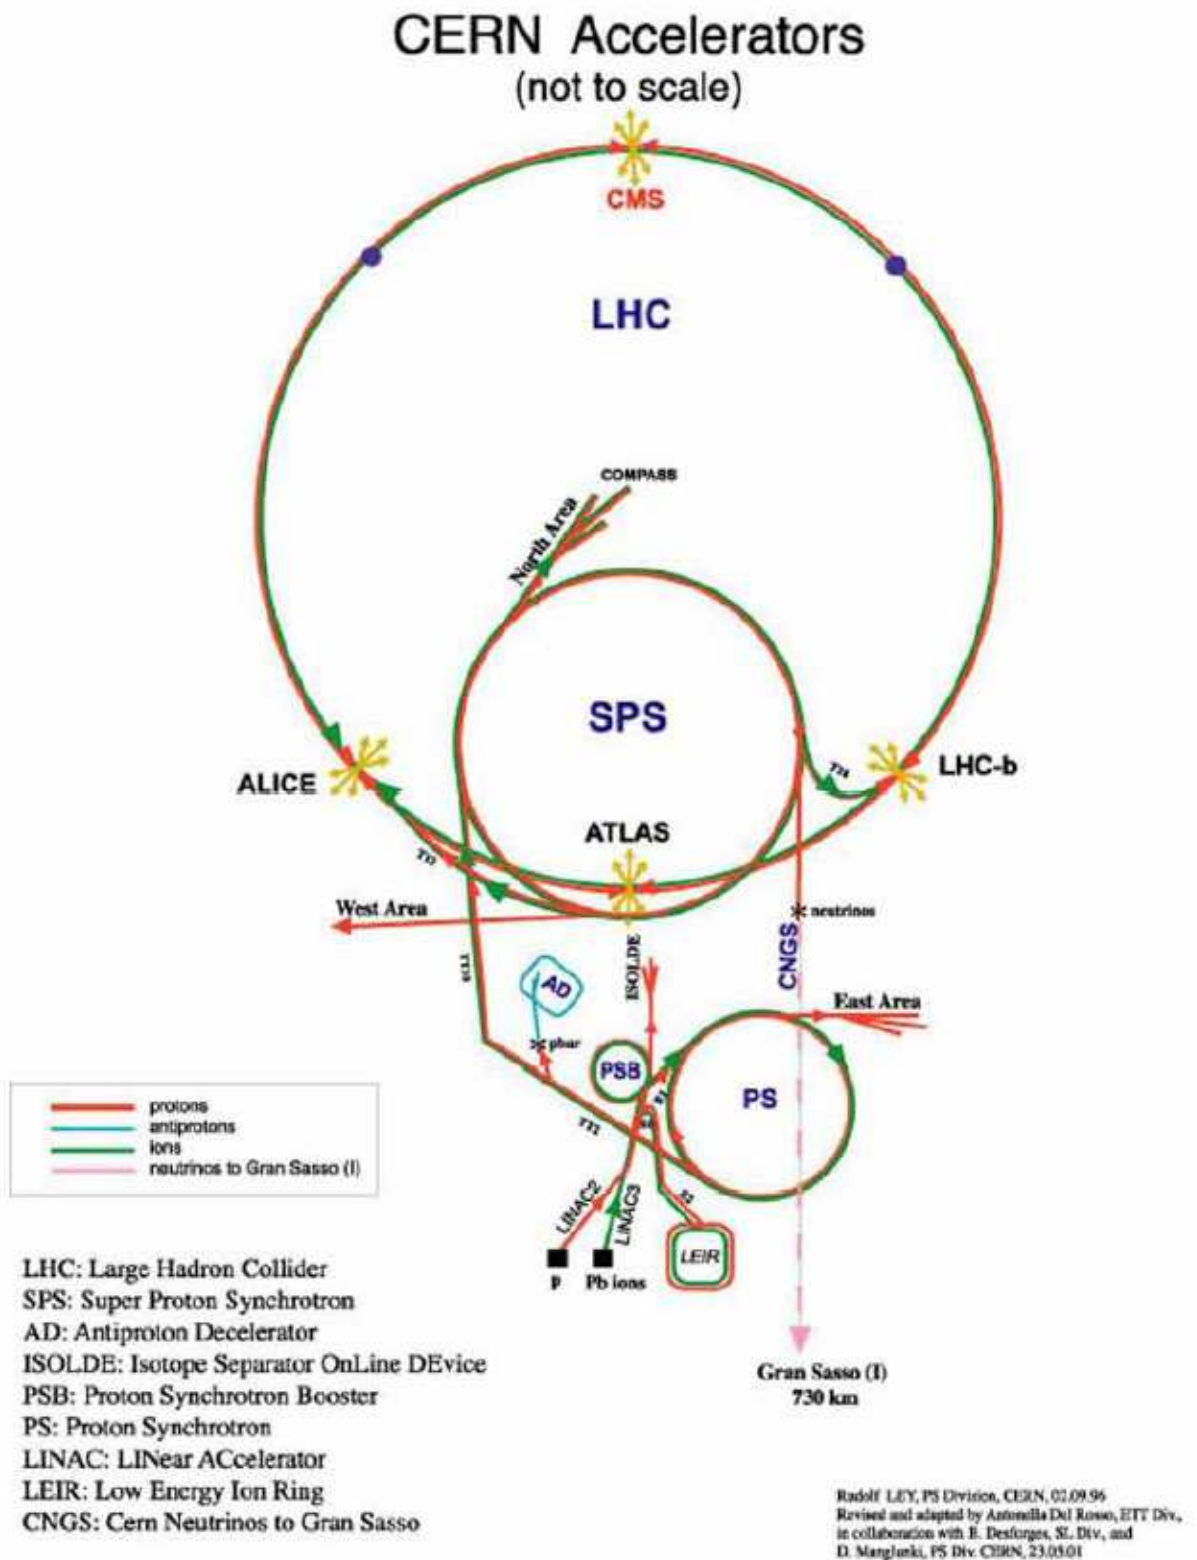 CERN Accelerators
(not to scale)
CMS
LHC
COMPASS
North Area
SPS
ALICE
LHC-b
ATLAS
West Area
neutrinos
ISOLDE
CNGS
AD
East Area
pbar
PSB
PS
protons
antiprotons
ions
neutrinos to Gran Sasso (I)
TT2
LINAC2
LINAC3
E2
LEIR
p
Pb ions
LHC: Large Hadron Collider
SPS: Super Proton Synchrotron
AD: Antiproton Decelerator
ISOLDE: Isotope Separator OnLine DEvice
PSB: Proton Synchrotron Booster
PS: Proton Synchrotron
LINAC: LINear ACcelerator
LEIR: Low Energy Ion Ring
CNGS: Cern Neutrinos to Gran Sasso
Gran Sasso (I)
730 km
Rudolf LEY, PS Division, CERN, 02.09.96
Revised and adapted by Antonella Del Rosso, ETT Div.,
in collaboration with B. Desforges, SL Div., and
D. Manglunki, PS Div. CERN, 23.05.01